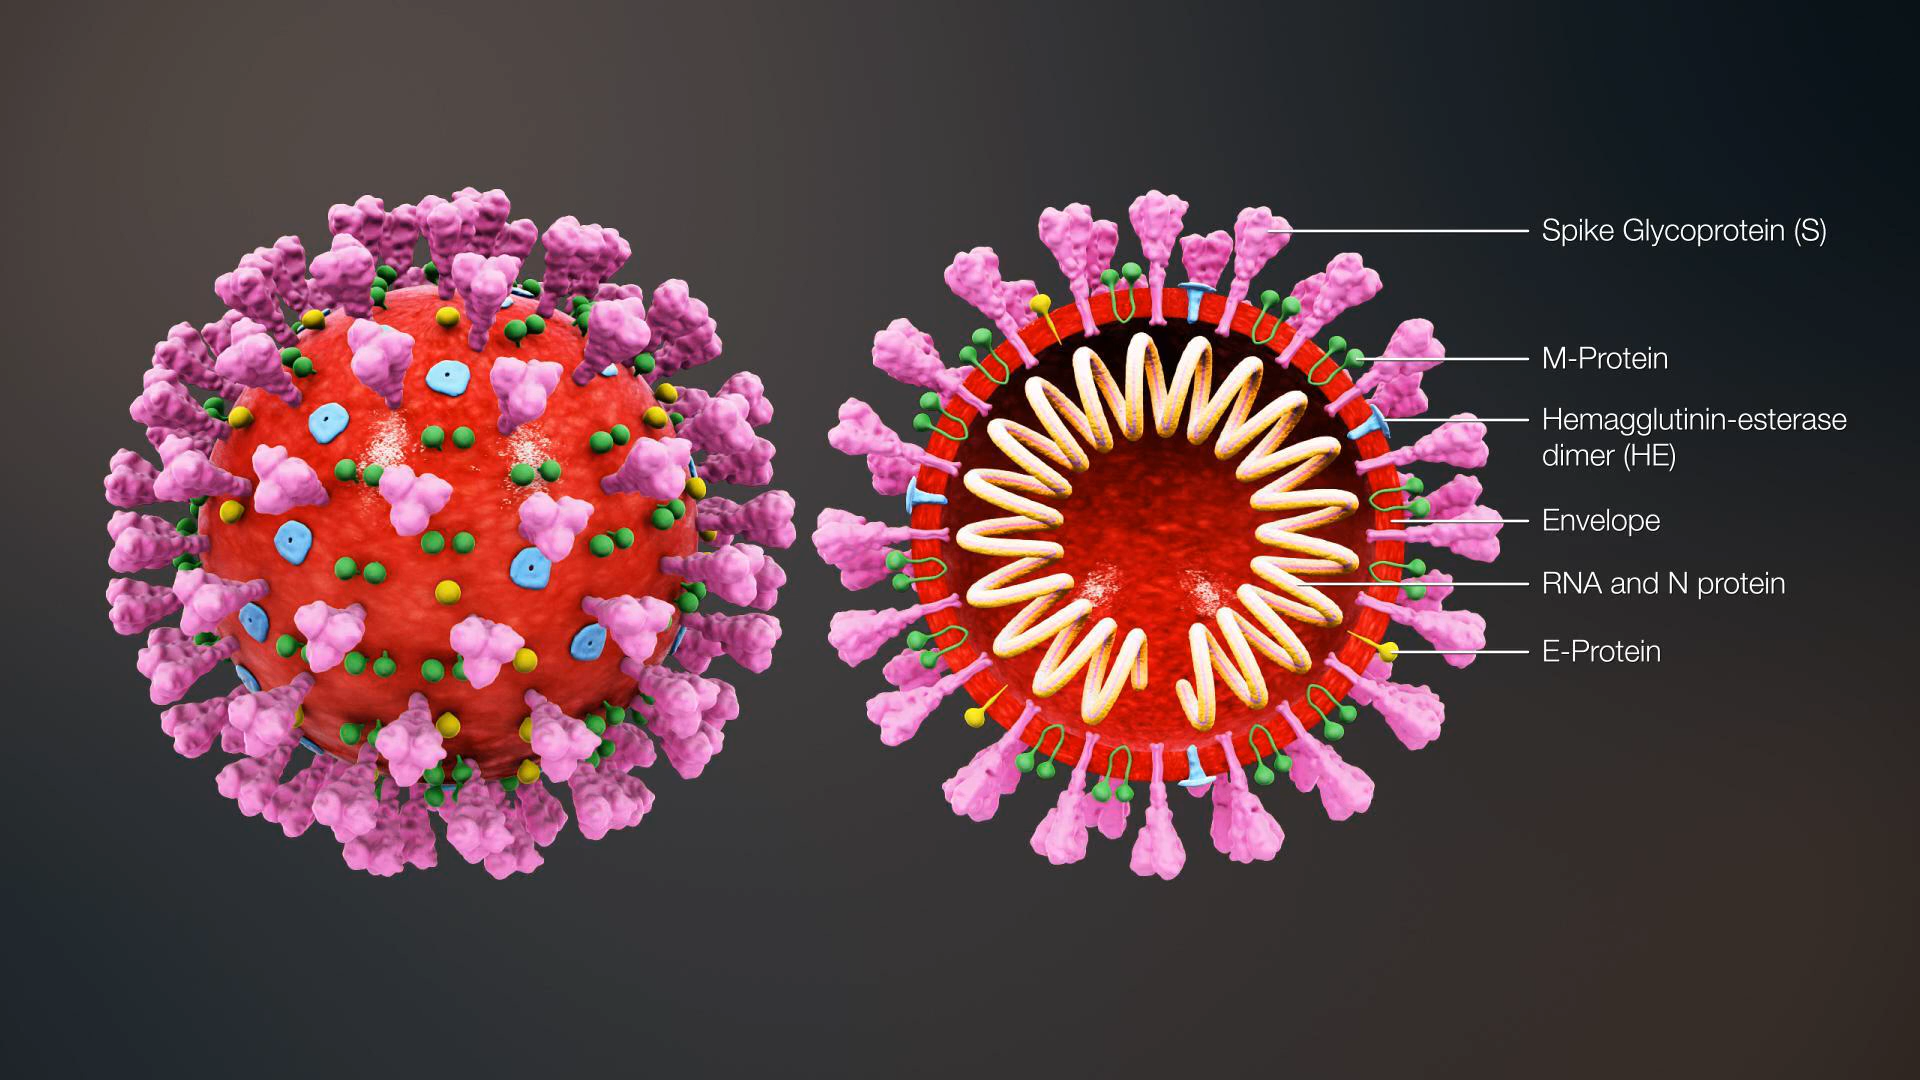 Spike Glycoprotein (S)
M-Protein
Hemagglutinin-esterase
dimer (HE)
Envelope
RNA and N protein
E-Protein